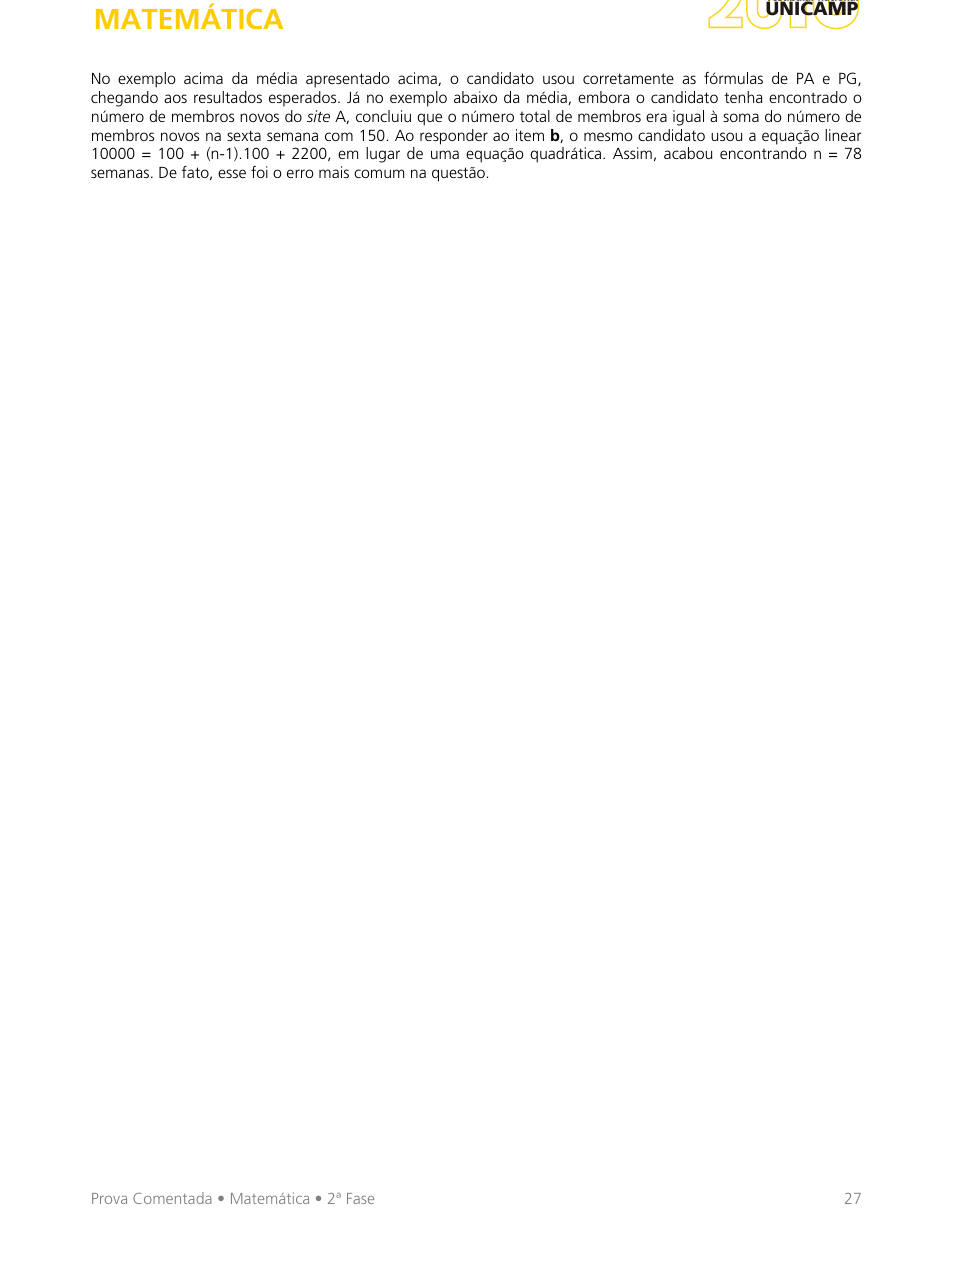 MATEMÁTICA
UNICAMP
No exemplo acima da média apresentado acima, o candidato usou corretamente as fórmulas de PA e PG,
chegando aos resultados esperados. Já no exemplo abaixo da média, embora o candidato tenha encontrado o
número de membros novos do site A, concluiu que o número total de membros era igual à soma do número de
membros novos na sexta semana com 150. Ao responder ao item b, o mesmo candidato usou a equação linear
10000 = 100 + (n-1).100 + 2200, em lugar de uma equação quadrática. Assim, acabou encontrando n = 78
semanas. De fato, esse foi o erro mais comum na questão.
Prova Comentada • Matemática • 2ª Fase 27